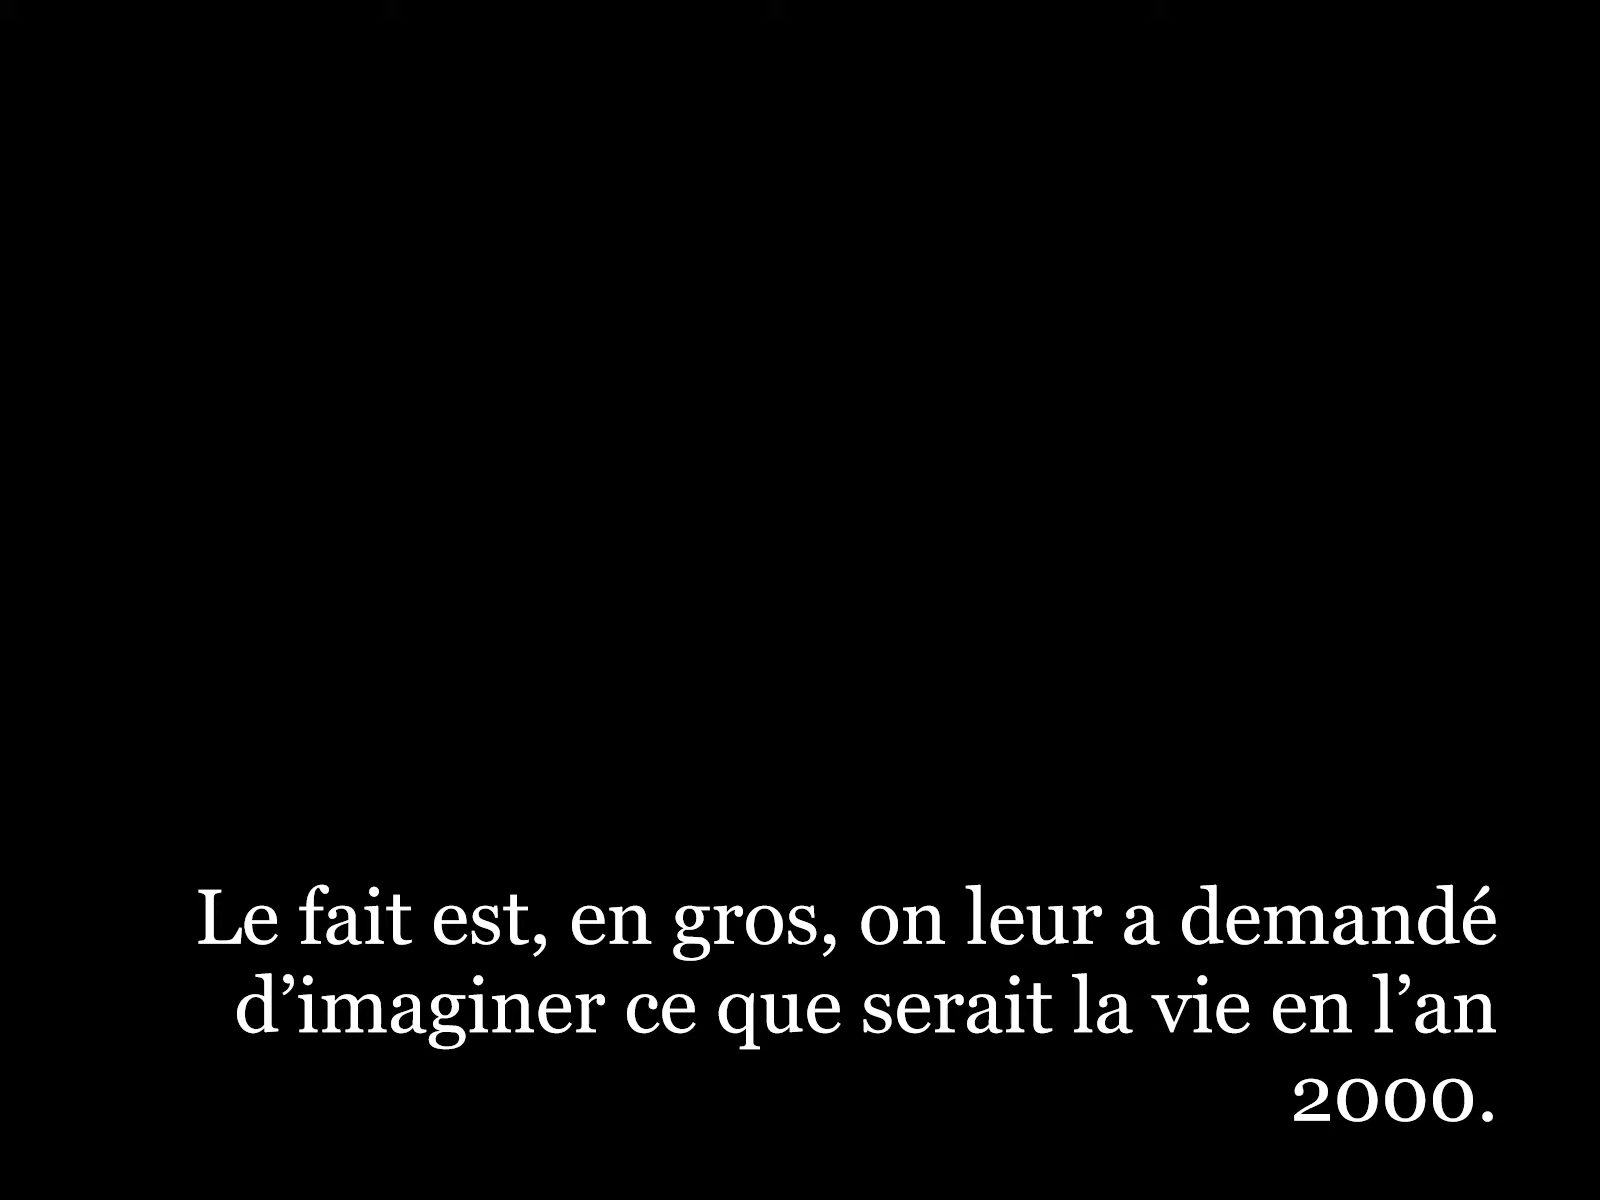 Le fait est, en gros, on leur a demandé
d’imaginer ce que serait la vie en l’an
2000.